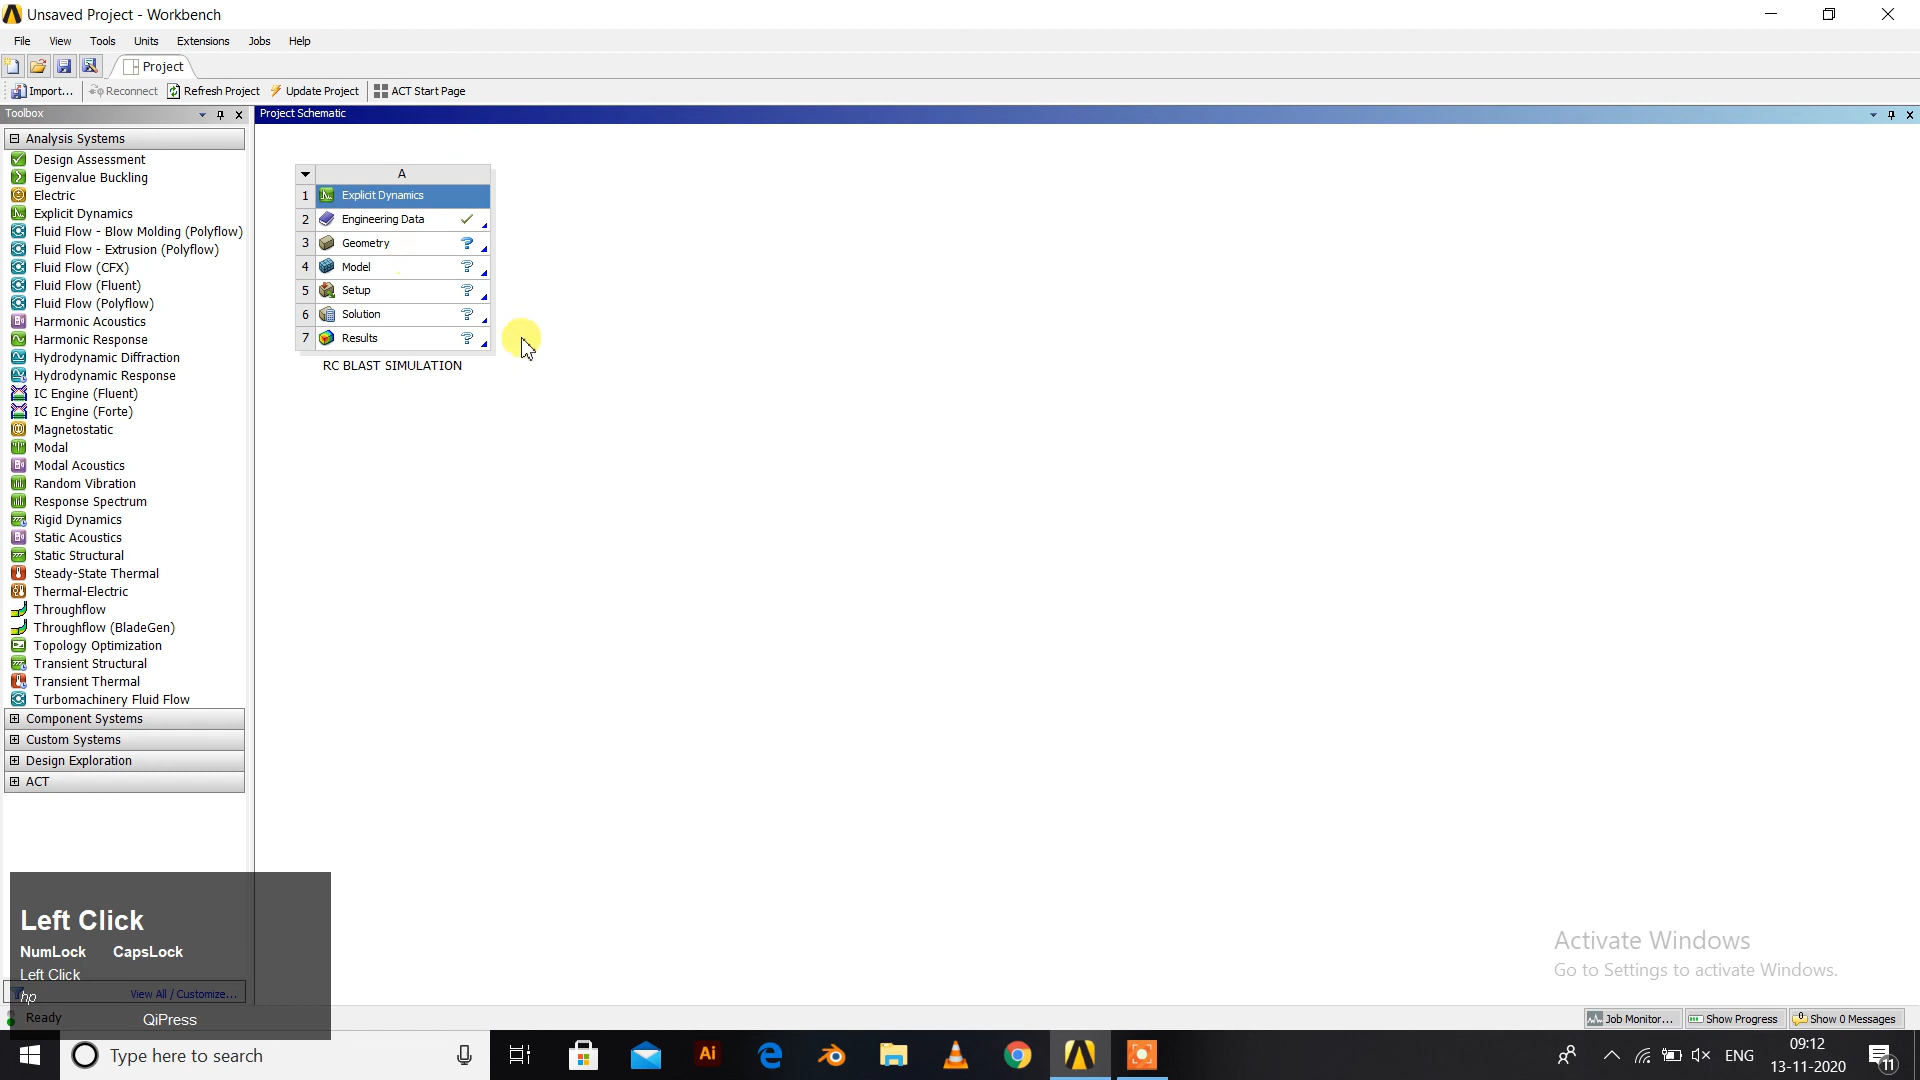 Unsaved Project - Workbench
File View Tools Units Extensions Jobs Help
Project
Import... Reconnect Refresh Project Update Project ACT Start Page
Toolbox
Project Schematic
Analysis Systems
Design Assessment
Eigenvalue Buckling
Electric
Explicit Dynamics
Fluid Flow - Blow Molding (Polyflow)
Fluid Flow - Extrusion (Polyflow)
Fluid Flow (CFX)
Fluid Flow (Fluent)
Fluid Flow (Polyflow)
Harmonic Acoustics
Harmonic Response
Hydrodynamic Diffraction
Hydrodynamic Response
IC Engine (Fluent)
IC Engine (Forte)
Magnetostatic
Modal
Modal Acoustics
Random Vibration
Response Spectrum
Rigid Dynamics
Static Acoustics
Static Structural
Steady-State Thermal
Thermal-Electric
Throughflow
Throughflow (BladeGen)
Topology Optimization
Transient Structural
Transient Thermal
Turbomachinery Fluid Flow
Component Systems
Custom Systems
Design Exploration
ACT
A
1 Explicit Dynamics
2 Engineering Data
3 Geometry ?
4 Model ?
5 Setup ?
6 Solution ?
7 Results ?
RC BLAST SIMULATION
Left Click
NumLock CapsLock
Left Click
hp
View All / Customize...
Ready
QiPress
Activate Windows
Go to Settings to activate Windows.
Job Monitor... Show Progress 0 Show 0 Messages
Type here to search
Ai
ENG
09:12
13-11-2020
11